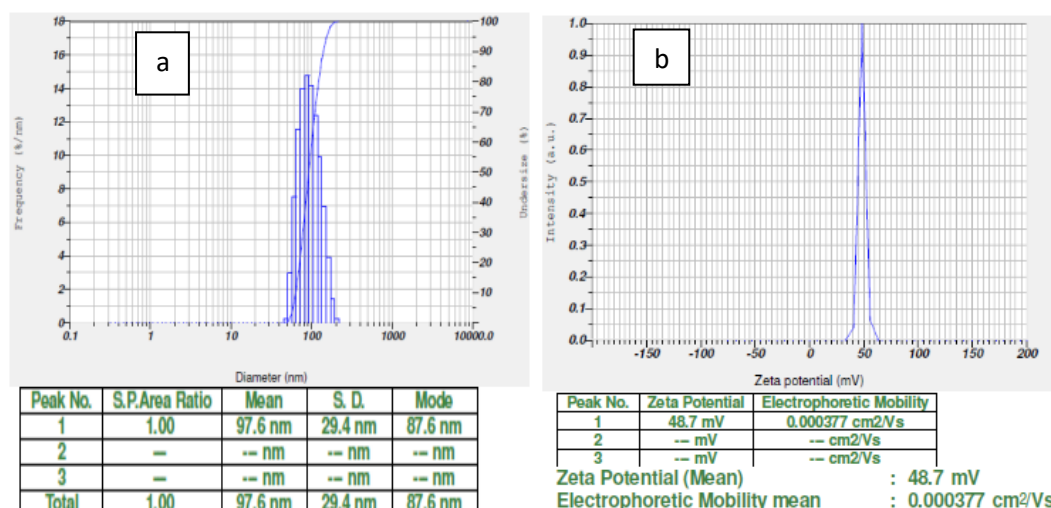 a
18
16
14
12
10
8
6
4
2
0
Frequency (%/nm)
100
90
80
70
60
50
40
30
20
10
Undersize (%)
0.1 1 10 100 1000 10000.0
Diameter (nm)
Peak No. S.P.Area Ratio Mean S. D. Mode
1 1.00 97.6 nm 29.4 nm 87.6 nm
2 --- --- nm --- nm --- nm
3 --- --- nm --- nm --- nm
Total 1.00 97.6 nm 29.4 nm 87.6 nm
b
1.0
0.9
0.8
0.7
0.6
0.5
0.4
0.3
0.2
0.1
0.0
Intensity (a.u.)
-150 -100 -50 0 50 100 150 200
Zeta potential (mV)
Peak No. Zeta Potential Electrophoretic Mobility
1 48.7 mV 0.000377 cm2/Vs
2 --- mV --- cm2/Vs
3 --- mV --- cm2/Vs
Zeta Potential (Mean) : 48.7 mV
Electrophoretic Mobility mean : 0.000377 cm²/Vs